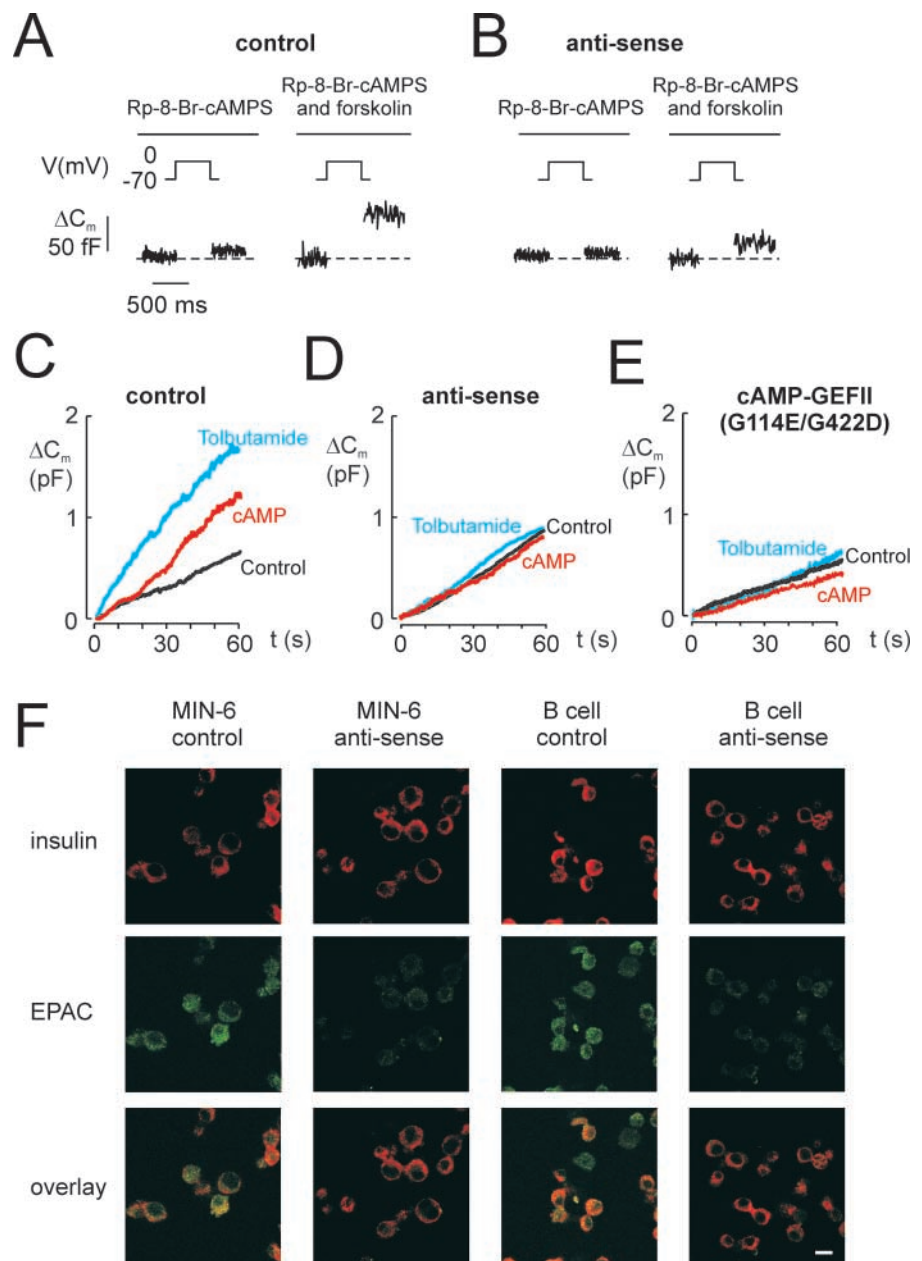 A
control
Rp-8-Br-cAMPS
Rp-8-Br-cAMPS
and forskolin
V(mV)
0
-70
ΔCm
50 fF
500 ms
B
anti-sense
Rp-8-Br-cAMPS
Rp-8-Br-cAMPS
and forskolin
C
control
2
ΔCm
(pF)
1
0
Tolbutamide
cAMP
Control
0
30
60
t (s)
D
anti-sense
2
ΔCm
(pF)
1
0
Tolbutamide
Control
cAMP
0
30
60
t (s)
E
cAMP-GEFII
(G114E/G422D)
2
ΔCm
(pF)
1
0
Tolbutamide
Control
cAMP
0
30
60
t (s)
F
MIN-6
control
MIN-6
anti-sense
B cell
control
B cell
anti-sense
insulin
EPAC
overlay